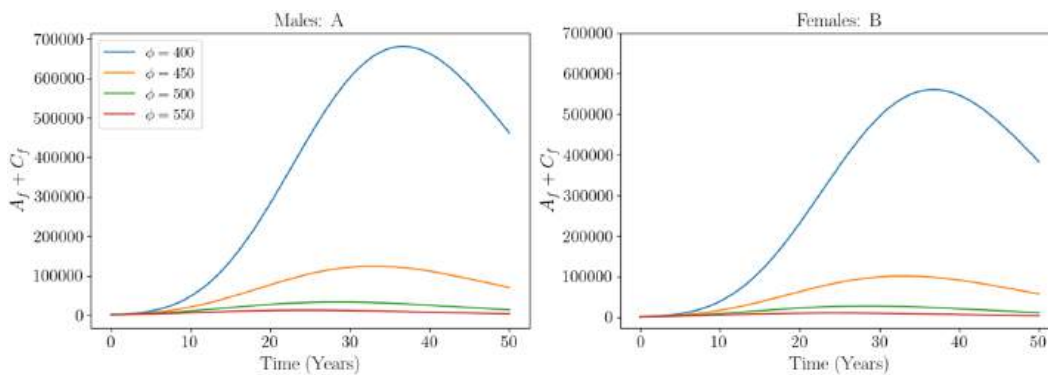 Males: A
A_f + C_f
700000
600000
500000
400000
300000
200000
100000
0
ϕ = 400
ϕ = 450
ϕ = 500
ϕ = 550
0 10 20 30 40 50
Time (Years)
Females: B
A_f + C_f
700000
600000
500000
400000
300000
200000
100000
0
0 10 20 30 40 50
Time (Years)